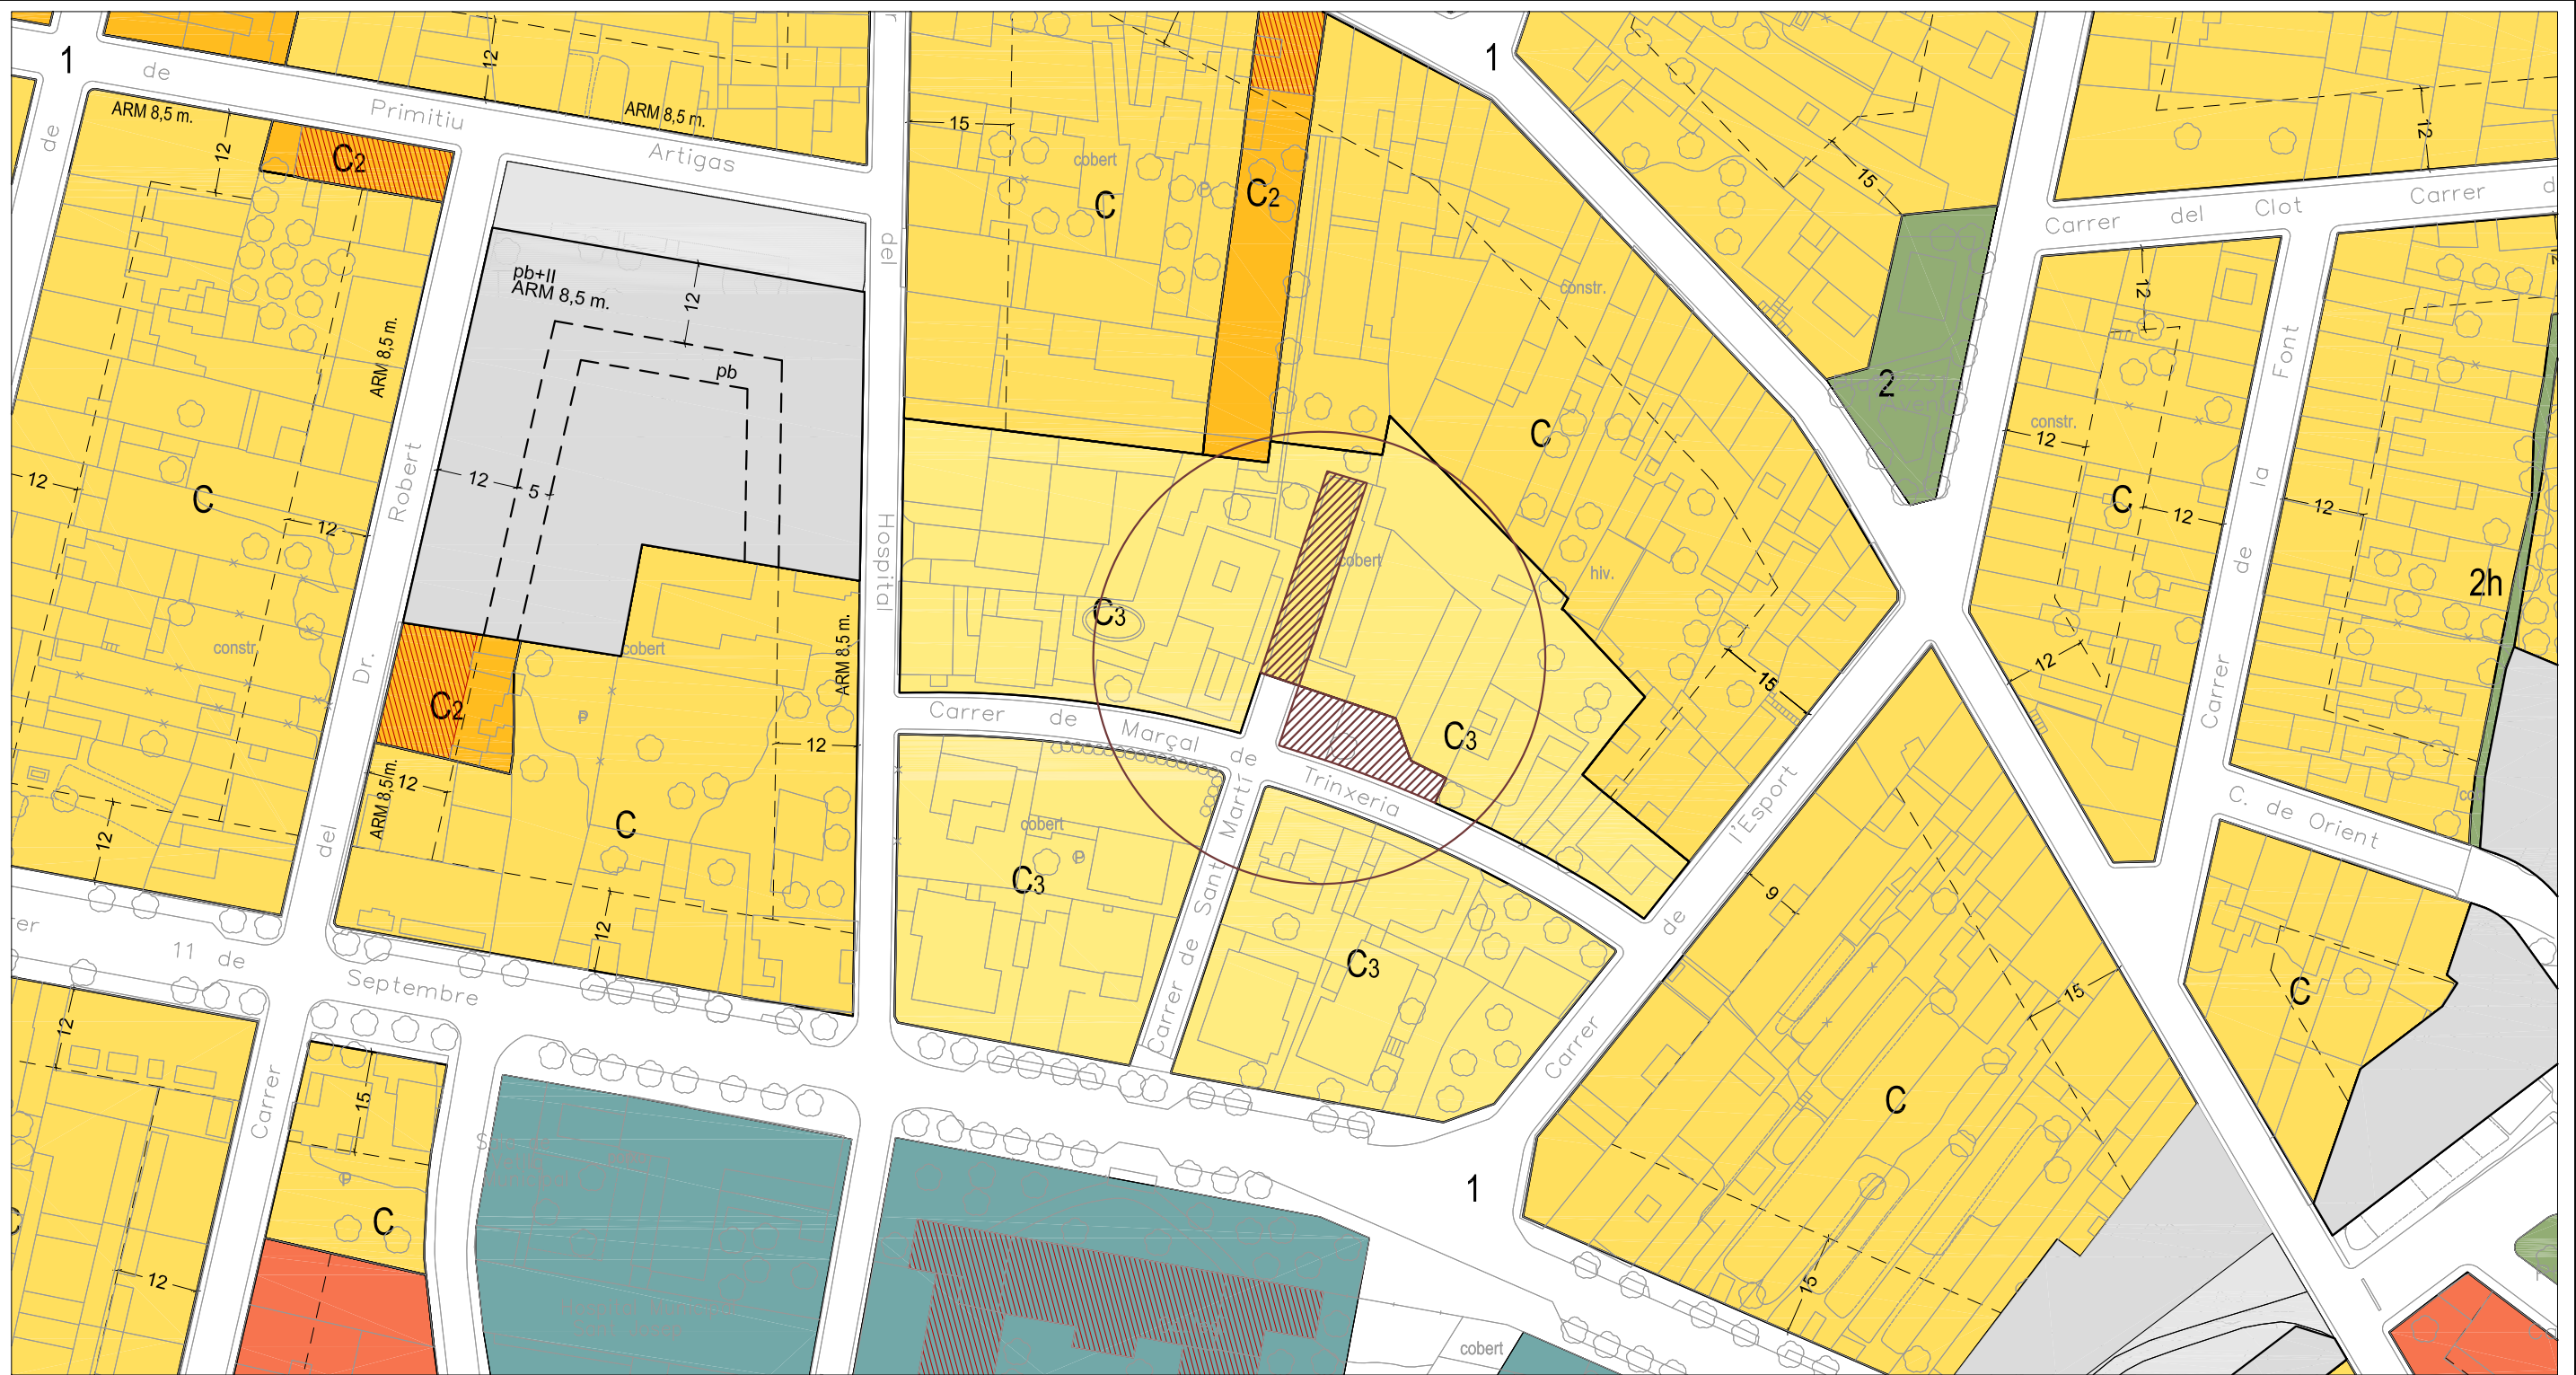 1
de
Primitiu
Artigas
ARM 8,5 m.
12
ARM 8,5 m.
15
cobert
C
C2
1
15
12
Carrer del Clot
Carrer d
de
12
C2
pb+II
ARM 8,5 m.
12
pb
del
constr.
2
12
Font
ARM 8,5 m.
C
constr.
12
C
12
12
12
C
12
12
5
Robert
Hospital
la
de
Carrer
cobert
hiv.
2h
C3
constr.
cobert
ARM 8,5 m.
Dr.
C2
12
15
C3
Carrer de Marçal de Trinxeria
P
12
ARM 8,5 m.
12
C
12
del
cobert
P
C3
Carrer de Sant Martí
l'Esport
de
Carrer
9
C. de Orient
12
C3
11 de
Septembre
er
12
15
C
15
C
Carrer
P
C
1
12
15
cobert